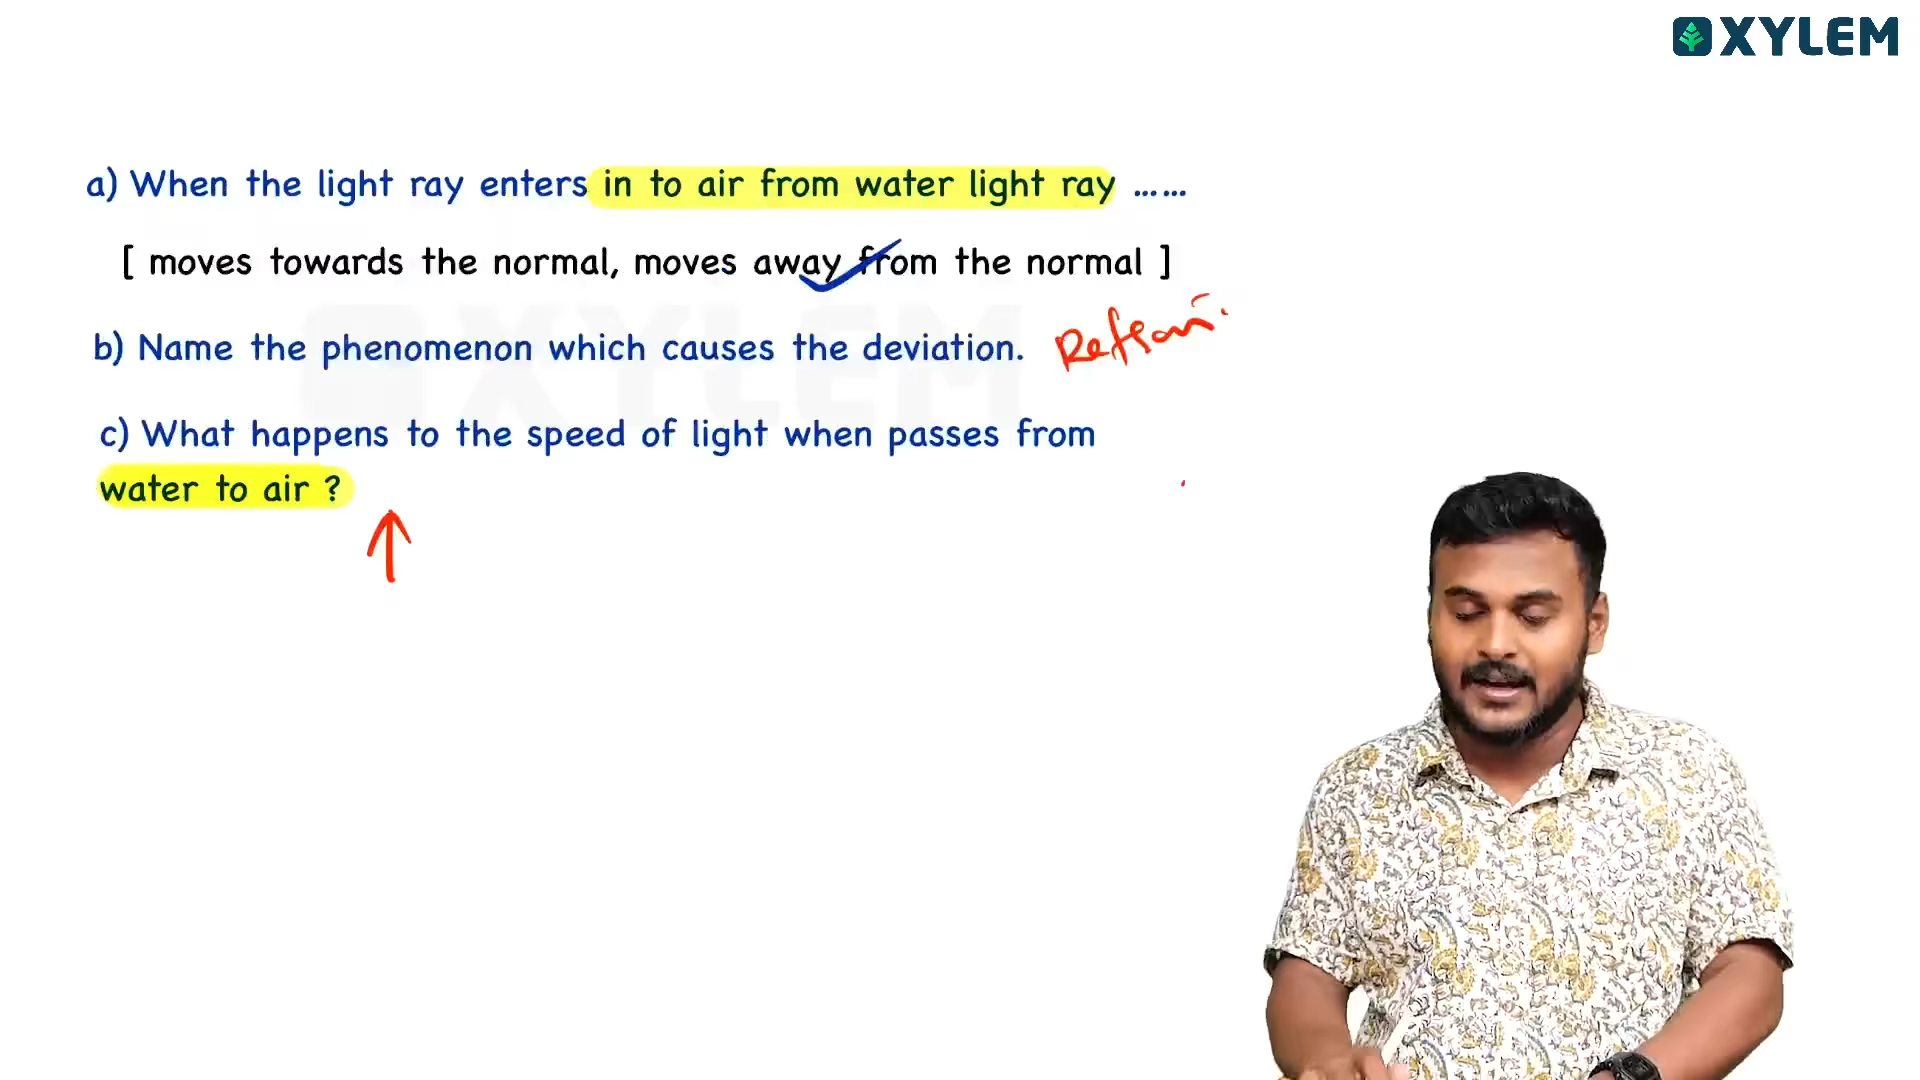 XYLEM
a) When the light ray enters in to air from water light ray ......
[ moves towards the normal, moves away from the normal ]
b) Name the phenomenon which causes the deviation.
c) What happens to the speed of light when passes from
water to air ?
XYLEM